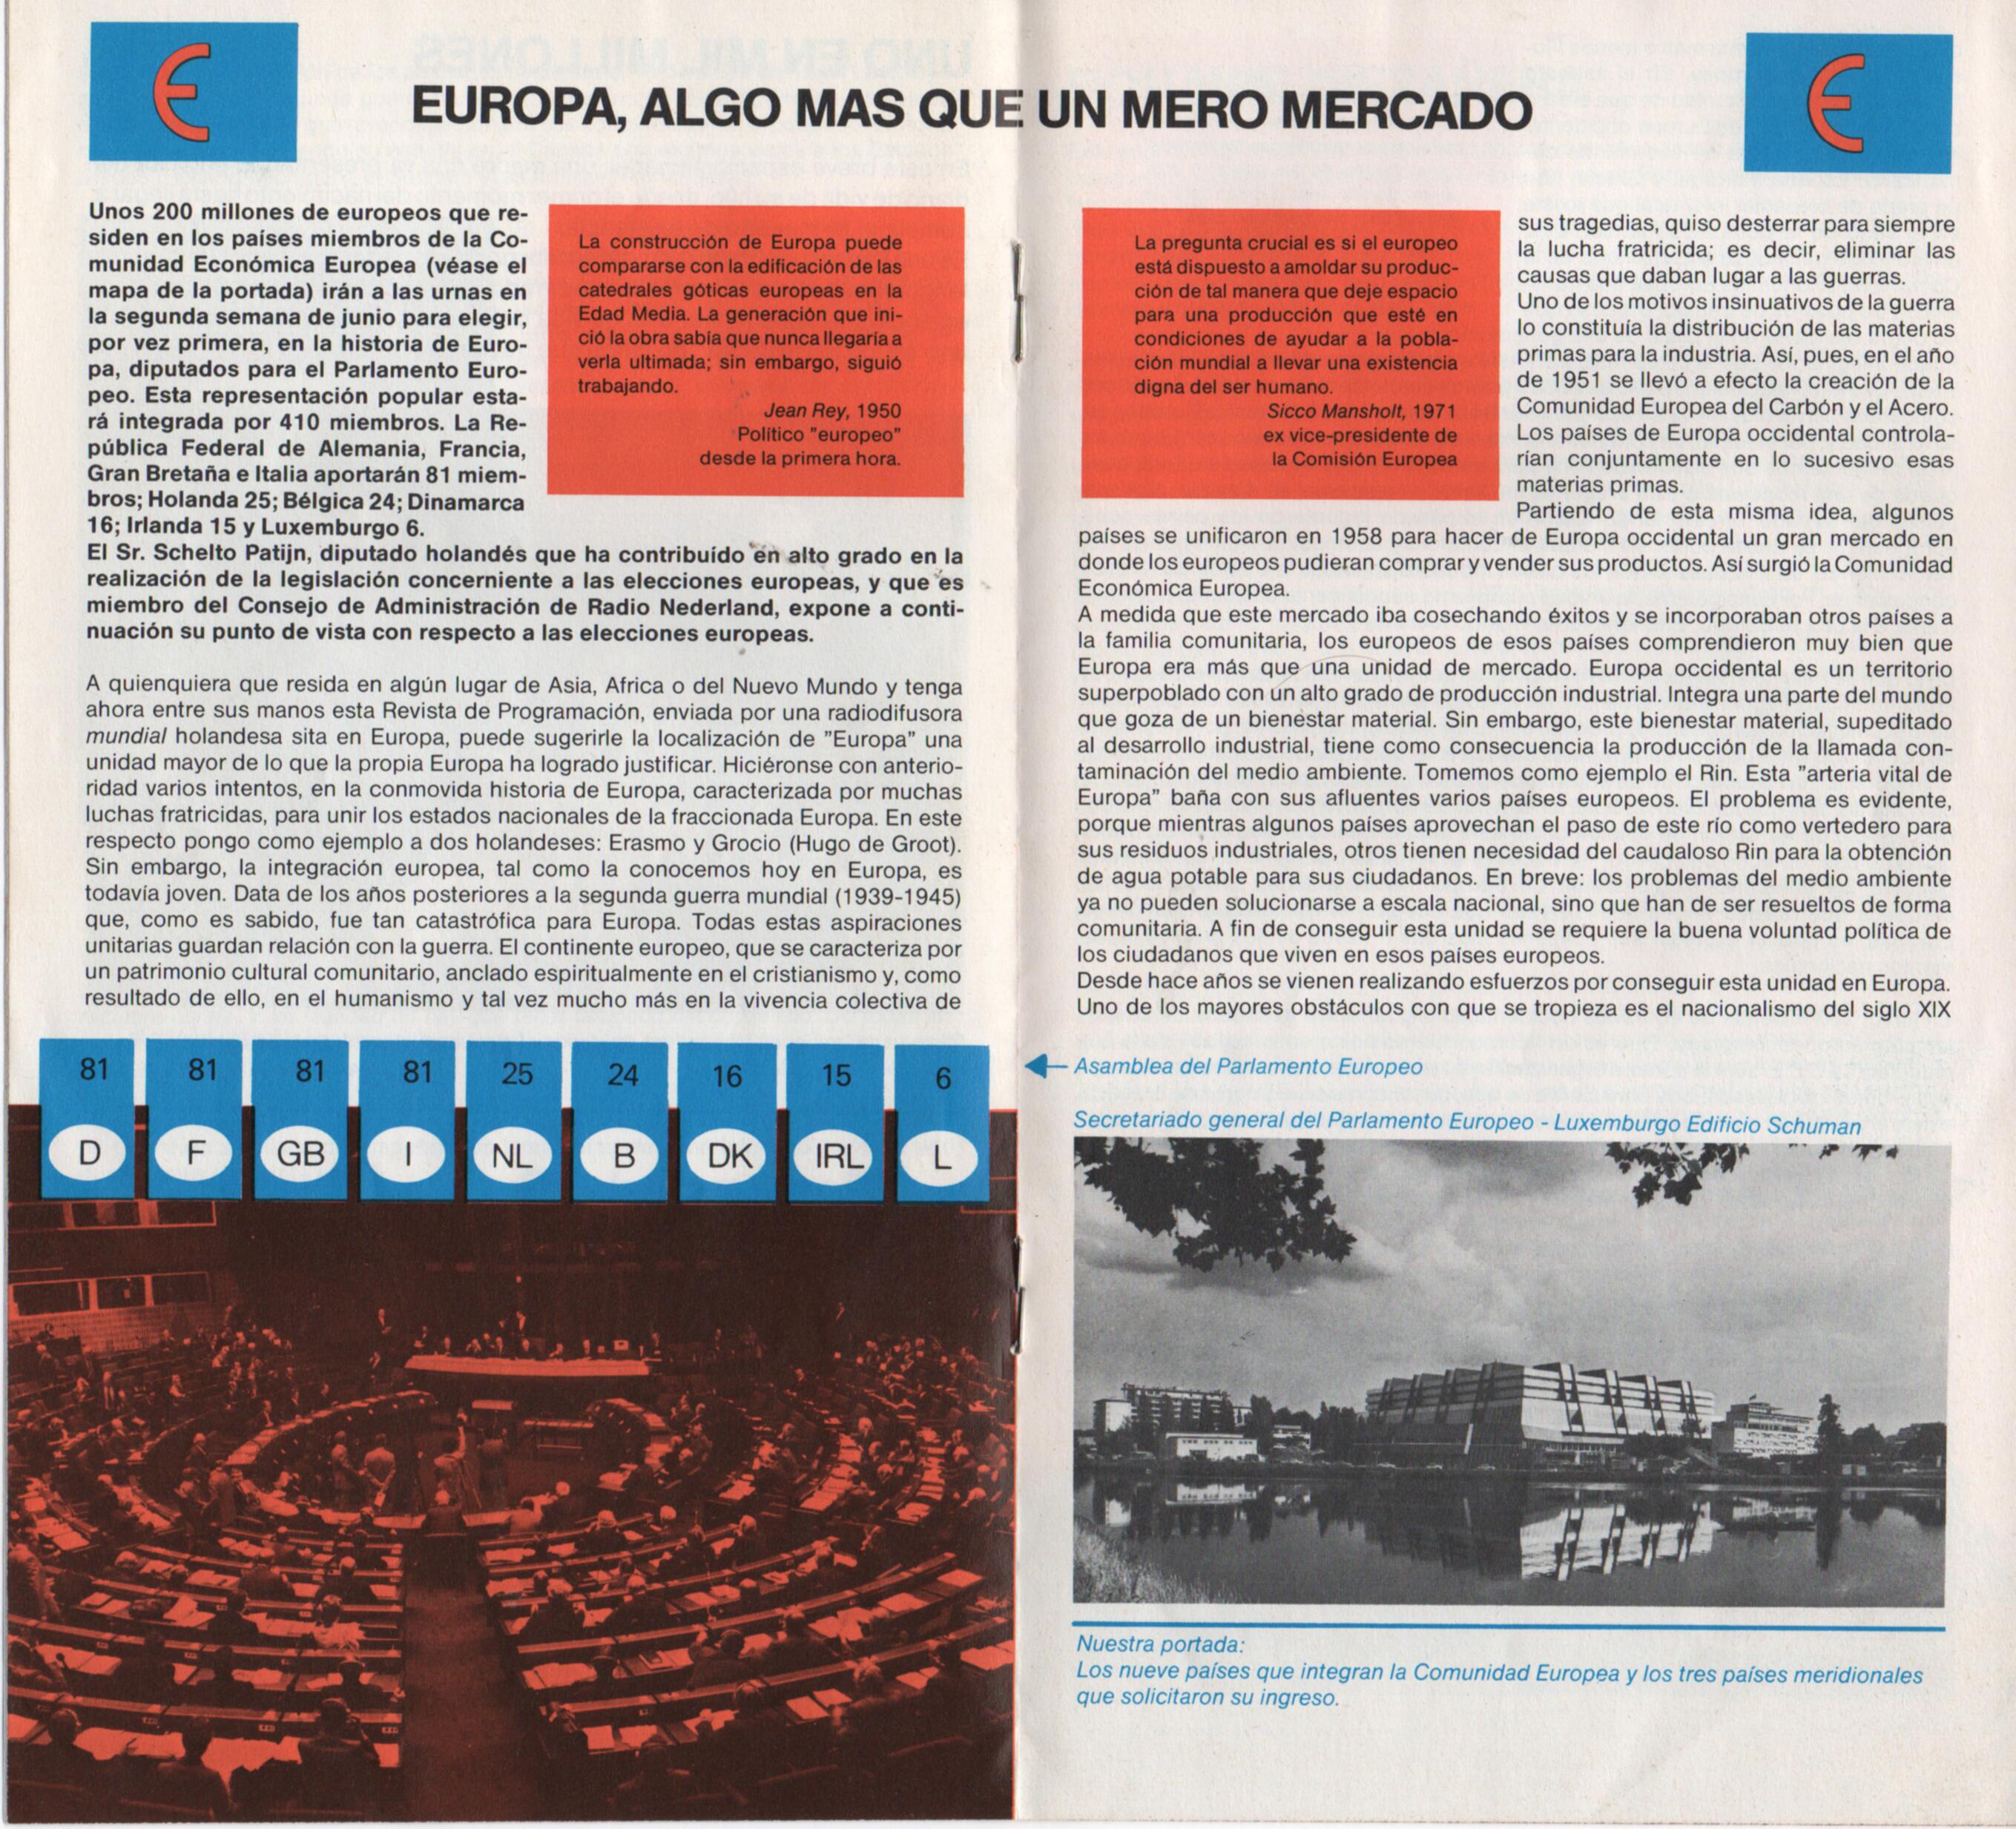 EUROPA, ALGO MAS QUE UN MERO MERCADO
Unos 200 millones de europeos que re-
siden en los países miembros de la Co-
munidad Económica Europea (véase el
mapa de la portada) irán a las urnas en
la segunda semana de junio para elegir,
por vez primera, en la historia de Euro-
pa, diputados para el Parlamento Euro-
peo. Esta representación popular esta-
rá integrada por 410 miembros. La Re-
pública Federal de Alemania, Francia,
Gran Bretaña e Italia aportarán 81 miem-
bros; Holanda 25; Bélgica 24; Dinamarca
16; Irlanda 15 y Luxemburgo 6.
El Sr. Schelto Patijn, diputado holandés que ha contribuído en alto grado en la
realización de la legislación concerniente a las elecciones europeas, y que es
miembro del Consejo de Administración de Radio Nederland, expone a conti-
nuación su punto de vista con respecto a las elecciones europeas.
La construcción de Europa puede
compararse con la edificación de las
catedrales góticas europeas en la
Edad Media. La generación que ini-
ció la obra sabía que nunca llegaría a
verla ultimada; sin embargo, siguió
trabajando.
Jean Rey, 1950
Político "europeo"
desde la primera hora.
A quienquiera que resida en algún lugar de Asia, Africa o del Nuevo Mundo y tenga
ahora entre sus manos esta Revista de Programación, enviada por una radiodifusora
mundial holandesa sita en Europa, puede sugerirle la localización de "Europa" una
unidad mayor de lo que la propia Europa ha logrado justificar. Hiciéronse con anterio-
ridad varios intentos, en la conmovida historia de Europa, caracterizada por muchas
luchas fratricidas, para unir los estados nacionales de la fraccionada Europa. En este
respecto pongo como ejemplo a dos holandeses: Erasmo y Grocio (Hugo de Groot).
Sin embargo, la integración europea, tal como la conocemos hoy en Europa, es
todavía joven. Data de los años posteriores a la segunda guerra mundial (1939-1945)
que, como es sabido, fue tan catastrófica para Europa. Todas estas aspiraciones
unitarias guardan relación con la guerra. El continente europeo, que se caracteriza por
un patrimonio cultural comunitario, anclado espiritualmente en el cristianismo y, como
resultado de ello, en el humanismo y tal vez mucho más en la vivencia colectiva de
81 81 81 81 25 24 16 15 6
D F GB I NL B DK IRL L
La pregunta crucial es si el europeo
está dispuesto a amoldar su produc-
ción de tal manera que deje espacio
para una producción que esté en
condiciones de ayudar a la pobla-
ción mundial a llevar una existencia
digna del ser humano.
Sicco Mansholt, 1971
ex vice-presidente de
la Comisión Europea
sus tragedias, quiso desterrar para siempre
la lucha fratricida; es decir, eliminar las
causas que daban lugar a las guerras.
Uno de los motivos insinuativos de la guerra
lo constituía la distribución de las materias
primas para la industria. Así, pues, en el año
de 1951 se llevó a efecto la creación de la
Comunidad Europea del Carbón y el Acero.
Los países de Europa occidental controla-
rían conjuntamente en lo sucesivo esas
materias primas.
Partiendo de esta misma idea, algunos
países se unificaron en 1958 para hacer de Europa occidental un gran mercado en
donde los europeos pudieran comprar y vender sus productos. Así surgió la Comunidad
Económica Europea.
A medida que este mercado iba cosechando éxitos y se incorporaban otros países a
la familia comunitaria, los europeos de esos países comprendieron muy bien que
Europa era más que una unidad de mercado. Europa occidental es un territorio
superpoblado con un alto grado de producción industrial. Integra una parte del mundo
que goza de un bienestar material. Sin embargo, este bienestar material, supeditado
al desarrollo industrial, tiene como consecuencia la producción de la llamada con-
taminación del medio ambiente. Tomemos como ejemplo el Rin. Esta "arteria vital de
Europa" baña con sus afluentes varios países europeos. El problema es evidente,
porque mientras algunos países aprovechan el paso de este río como vertedero para
sus residuos industriales, otros tienen necesidad del caudaloso Rin para la obtención
de agua potable para sus ciudadanos. En breve: los problemas del medio ambiente
ya no pueden solucionarse a escala nacional, sino que han de ser resueltos de forma
comunitaria. A fin de conseguir esta unidad se requiere la buena voluntad política de
los ciudadanos que viven en esos países europeos.
Desde hace años se vienen realizando esfuerzos por conseguir esta unidad en Europa.
Uno de los mayores obstáculos con que se tropieza es el nacionalismo del siglo XIX
Asamblea del Parlamento Europeo
Secretariado general del Parlamento Europeo - Luxemburgo Edificio Schuman
Nuestra portada:
Los nueve países que integran la Comunidad Europea y los tres países meridionales
que solicitaron su ingreso.